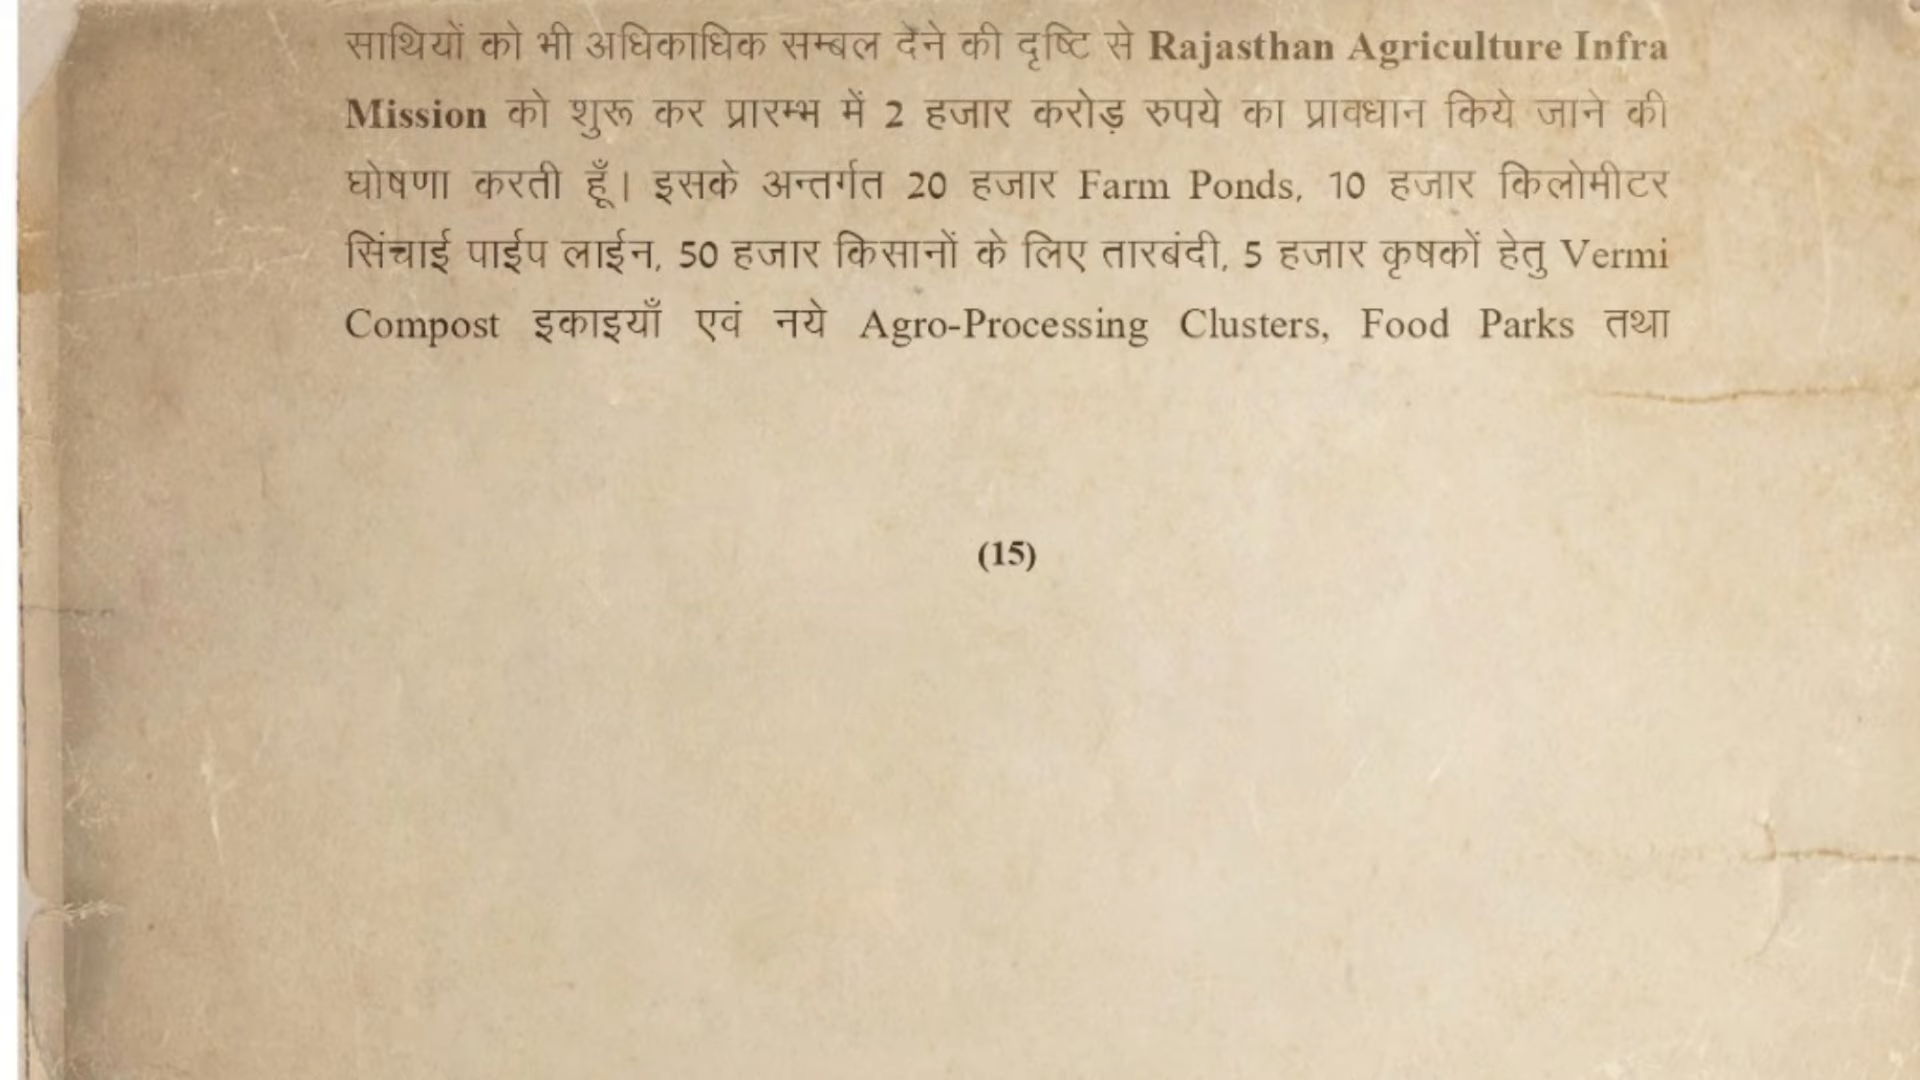 साथियों को भी अधिकाधिक सम्बल देने की दृष्टि से Rajasthan Agriculture Infra
Mission को शुरू कर प्रारम्भ में 2 हजार करोड़ रुपये का प्रावधान किये जाने की
घोषणा करती हूँ। इसके अन्तर्गत 20 हजार Farm Ponds, 10 हजार किलोमीटर
सिंचाई पाईप लाईन, 50 हजार किसानों के लिए तारबंदी, 5 हजार कृषकों हेतु Vermi
Compost इकाइयाँ एवं नये Agro-Processing Clusters, Food Parks तथा
(15)